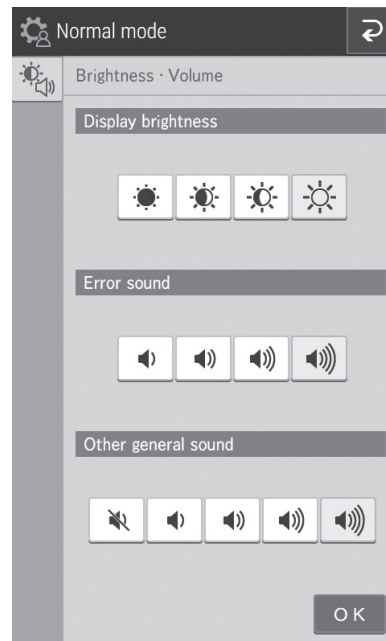 Normal mode
Brightness · Volume
Display brightness
Error sound
Other general sound
OK